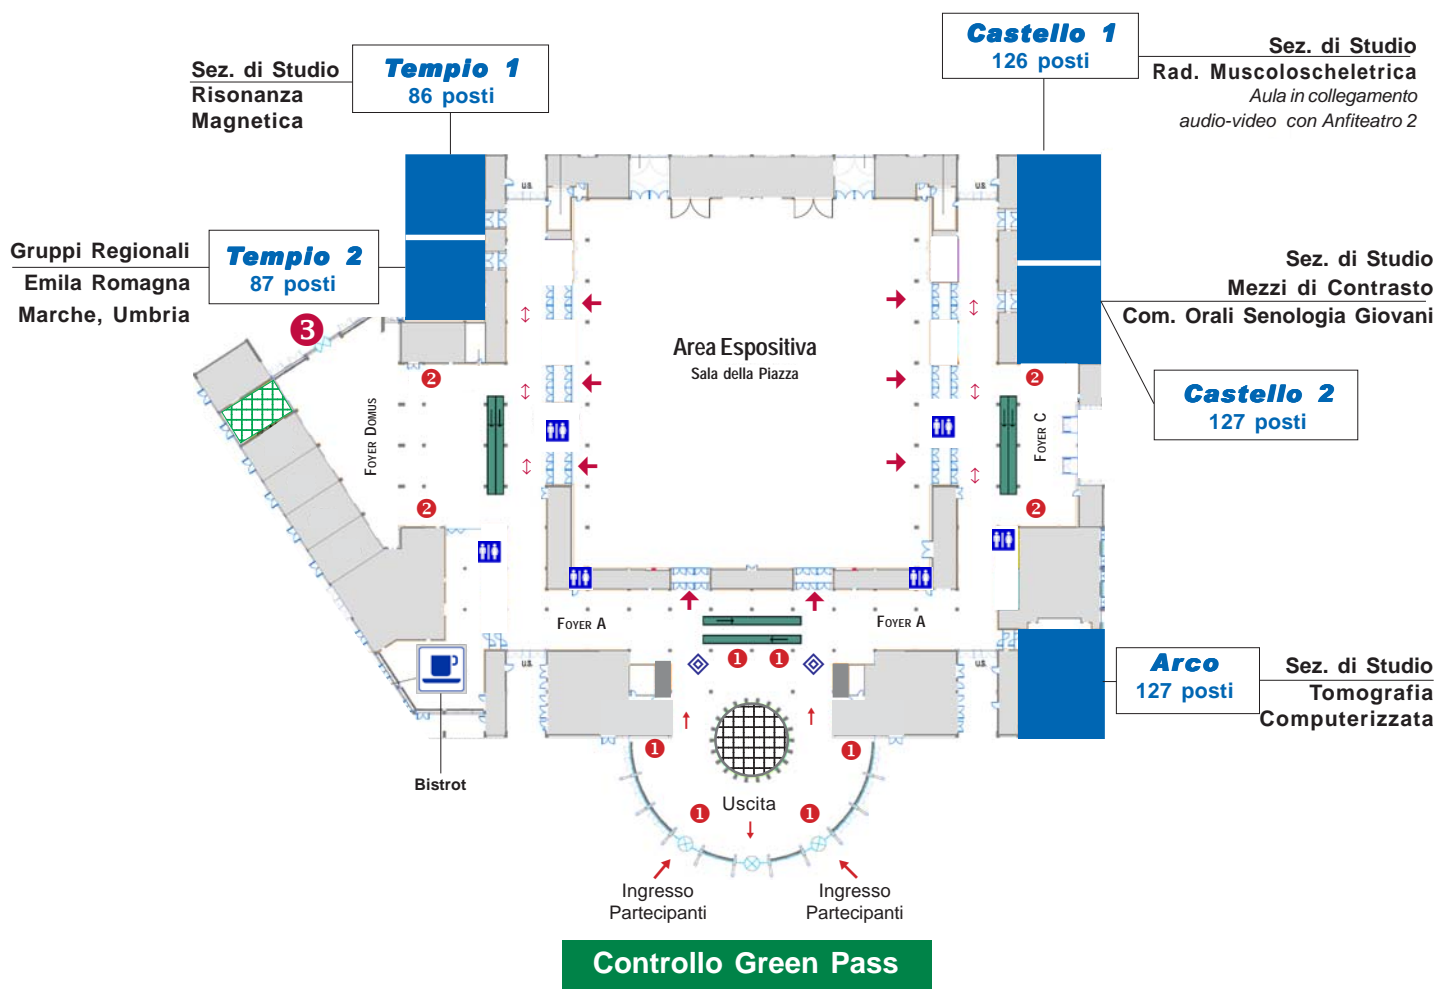 Castello 1
126 posti
Sez. di Studio
Rad. Muscoloscheletrica
Aula in collegamento
audio-video con Anfiteatro 2
Sez. di Studio
Risonanza
Magnetica
Tempio 1
86 posti
U.S.
U.S.
Gruppi Regionali
Emila Romagna
Marche, Umbria
Tempio 2
87 posti
Sez. di Studio
Mezzi di Contrasto
Com. Orali Senologia Giovani
3
Area Espositiva
Sala della Piazza
2
2
Castello 2
127 posti
Foyer Domus
Foyer C
2
2
Foyer A
Foyer A
1
1
U.S.
U.S.
Arco
127 posti
Sez. di Studio
Tomografia
Computerizzata
1
1
Bistrot
Uscita
1
1
Ingresso
Partecipanti
Ingresso
Partecipanti
Controllo Green Pass